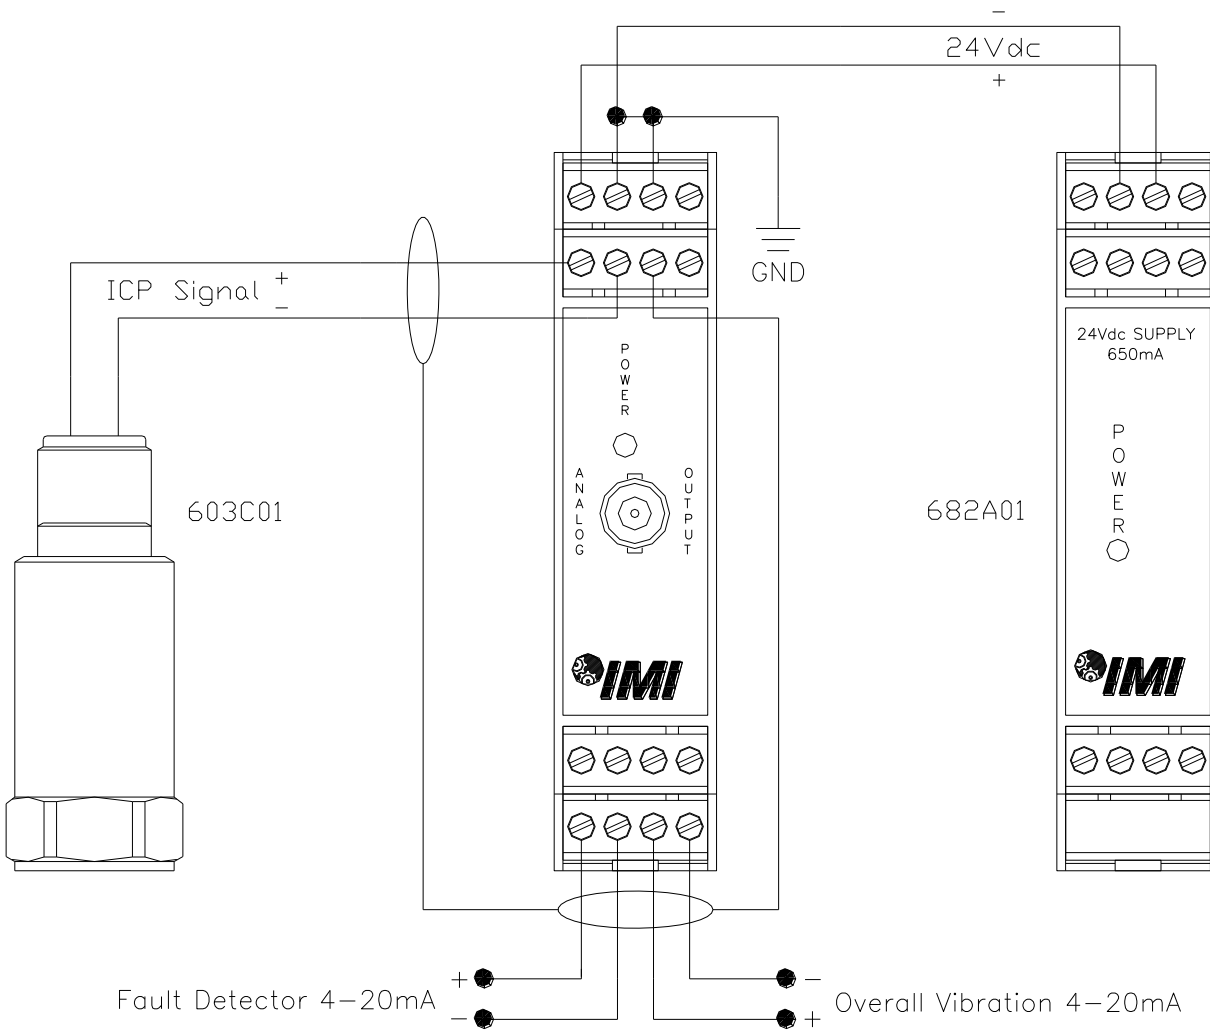 −
24Vdc
+
GND
ICP Signal +
−
24Vdc SUPPLY
650mA
POWER
POWER
ANALOG
OUTPUT
603C01
682A01
IMI
IMI
+
Fault Detector 4−20mA
−
−
Overall Vibration 4−20mA
+